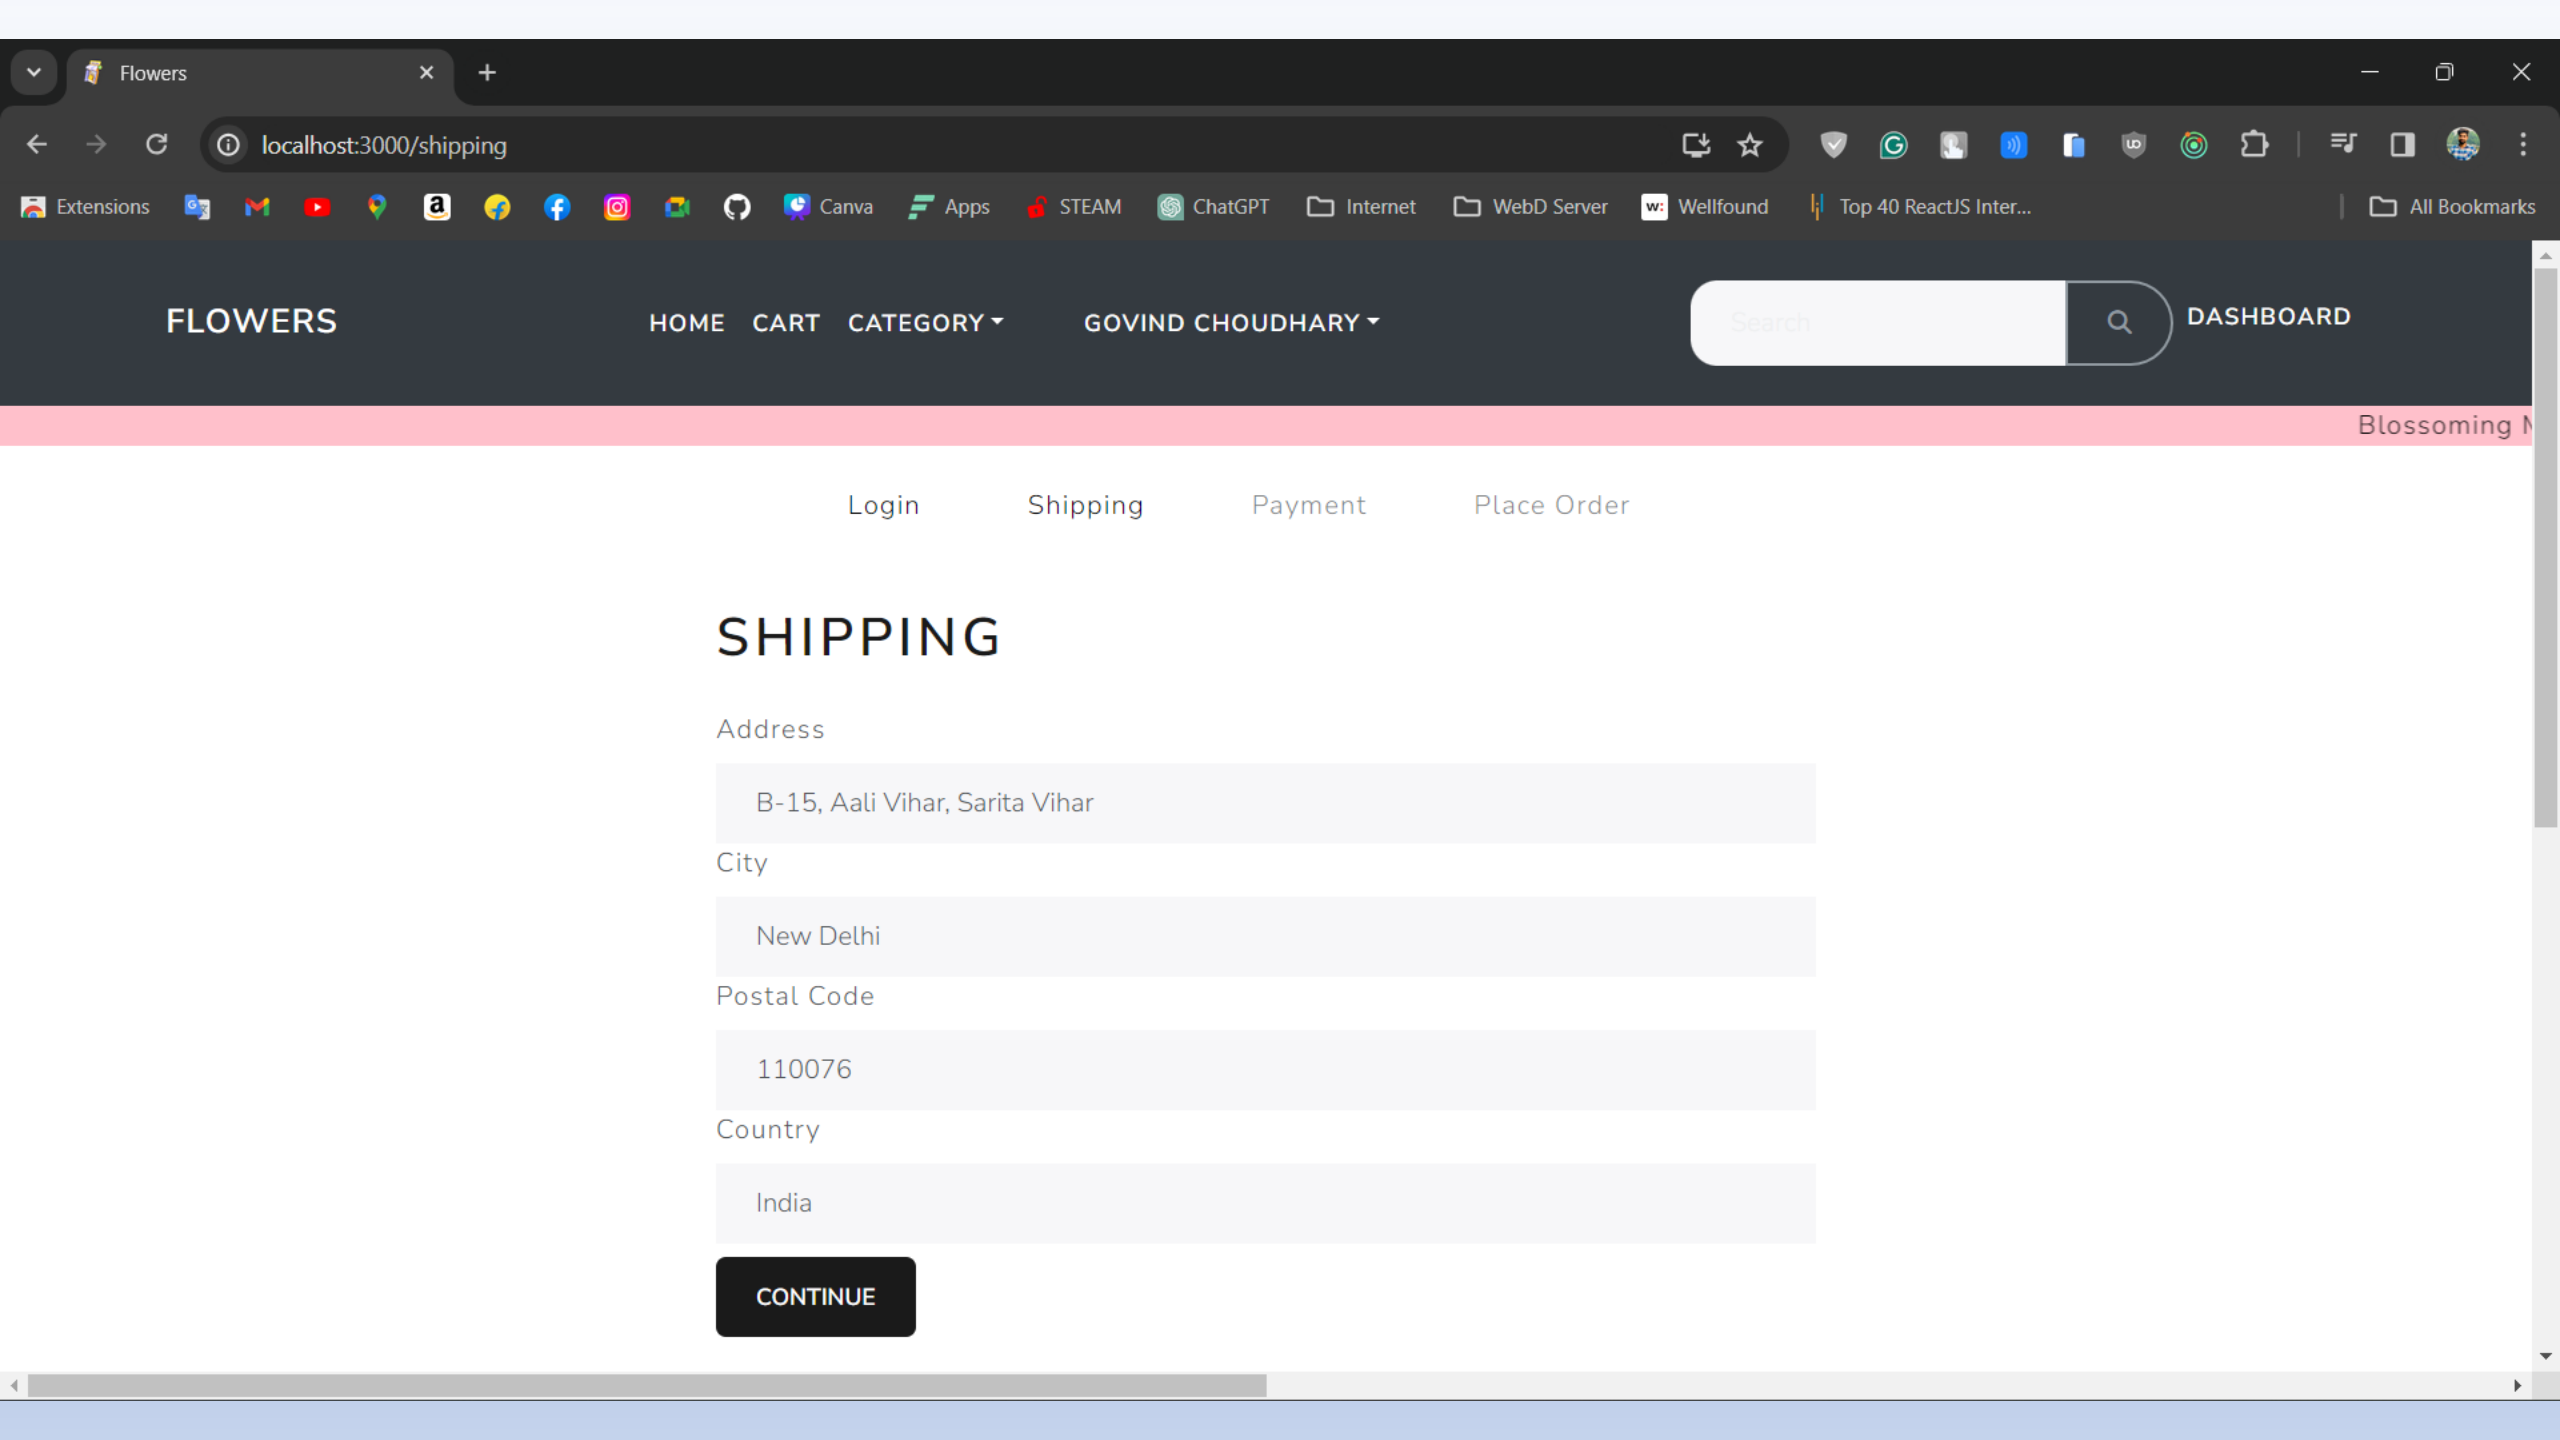 Flowers
localhost:3000/shipping
Extensions Canva Apps STEAM ChatGPT Internet WebD Server Wellfound Top 40 ReactJS Inter... All Bookmarks
FLOWERS HOME CART CATEGORY GOVIND CHOUDHARY Search DASHBOARD
Blossoming
Login Shipping Payment Place Order
SHIPPING
Address
B-15, Aali Vihar, Sarita Vihar
City
New Delhi
Postal Code
110076
Country
India
CONTINUE